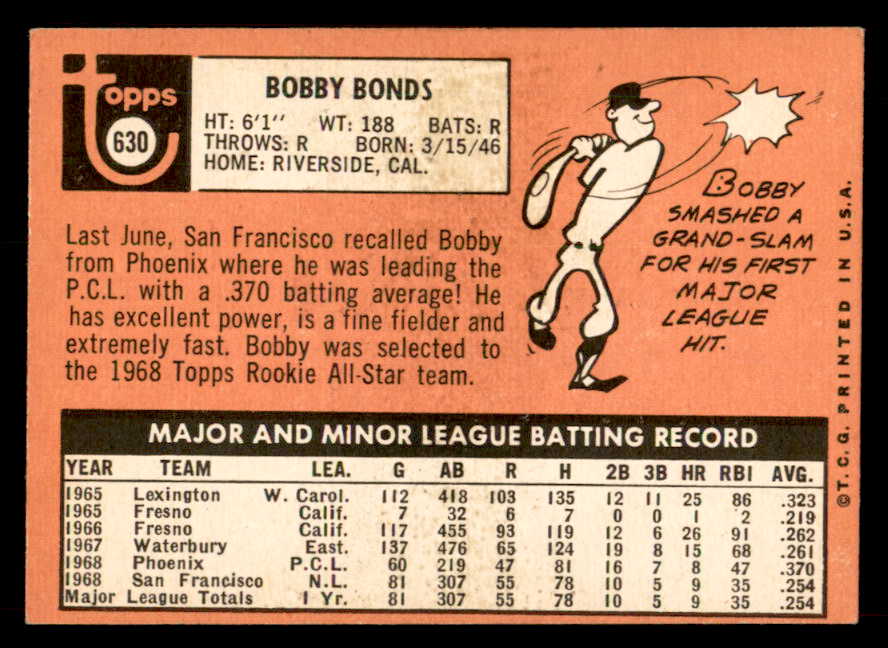 topps
630
BOBBY BONDS
HT: 6'1" WT: 188 BATS: R
THROWS: R BORN: 3/15/46
HOME: RIVERSIDE, CAL.
Last June, San Francisco recalled Bobby
from Phoenix where he was leading the
P.C.L. with a .370 batting average! He
has excellent power, is a fine fielder and
extremely fast. Bobby was selected to
the 1968 Topps Rookie All-Star team.
BOBBY
SMASHED A
GRAND-SLAM
FOR HIS FIRST
MAJOR
LEAGUE
HIT.
©T.C.G. PRINTED IN U.S.A.
MAJOR AND MINOR LEAGUE BATTING RECORD
YEAR TEAM LEA. G AB R H 2B 3B HR RBI AVG.
1965 Lexington W. Carol. 112 418 103 135 12 11 25 86 .323
1965 Fresno Calif. 7 32 6 7 0 0 1 2 .219
1966 Fresno Calif. 117 455 93 119 12 6 26 91 .262
1967 Waterbury East. 137 476 65 124 19 8 15 68 .261
1968 Phoenix P.C.L. 60 219 47 81 16 7 8 47 .370
1968 San Francisco N.L. 81 307 55 78 10 5 9 35 .254
Major League Totals 1 Yr. 81 307 55 78 10 5 9 35 .254